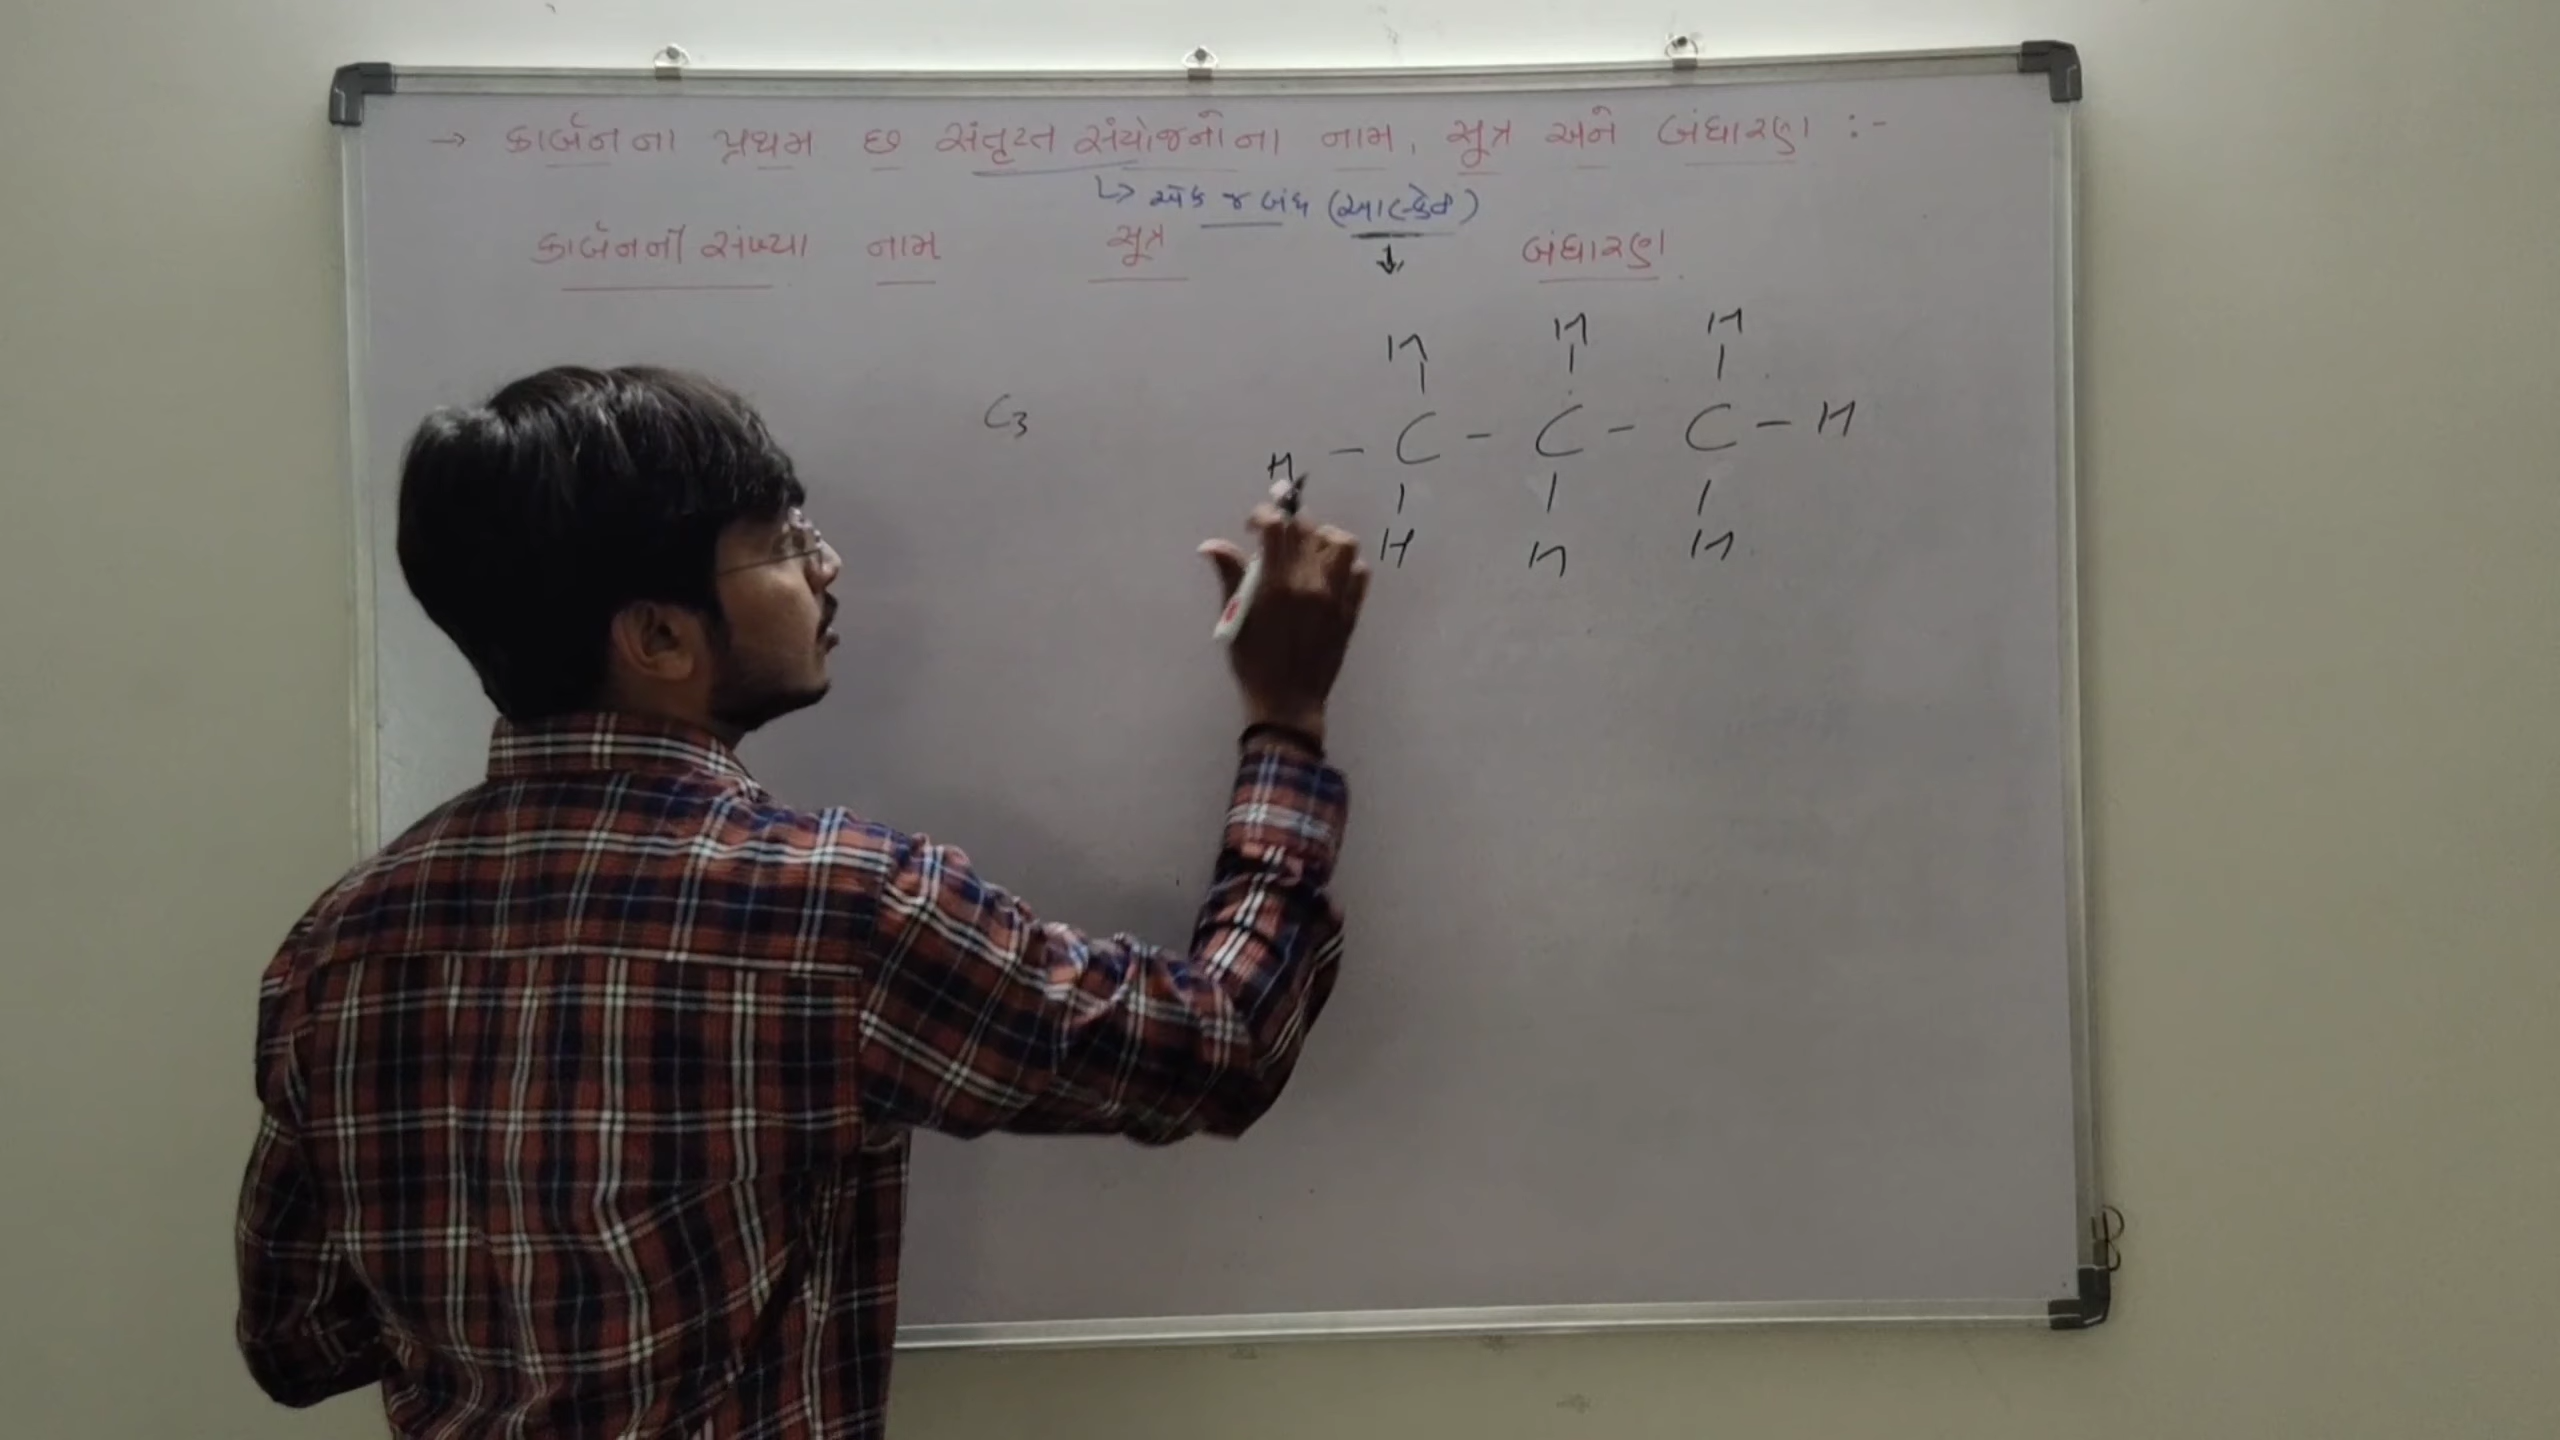 → કાર્બનના પ્રથમ છ સંતૃપ્ત સંયોજનોના નામ, સૂત્ર અને બંધારણ :-
↳ એક જ બંધ (આલ્કેન)
કાર્બનની સંખ્યા નામ સૂત્ર ↓ બંધારણ
H H H
C3
H - C - C - C - H
H H H